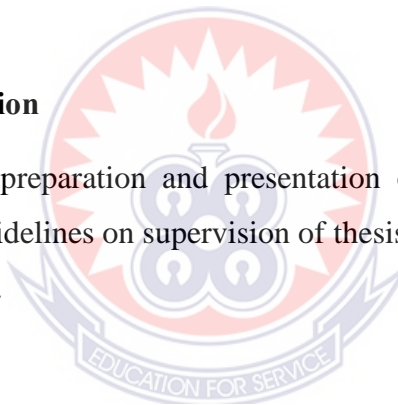 ion
preparation and presentation
idelines on supervision of thesis
EDUCATION FOR SERVICE